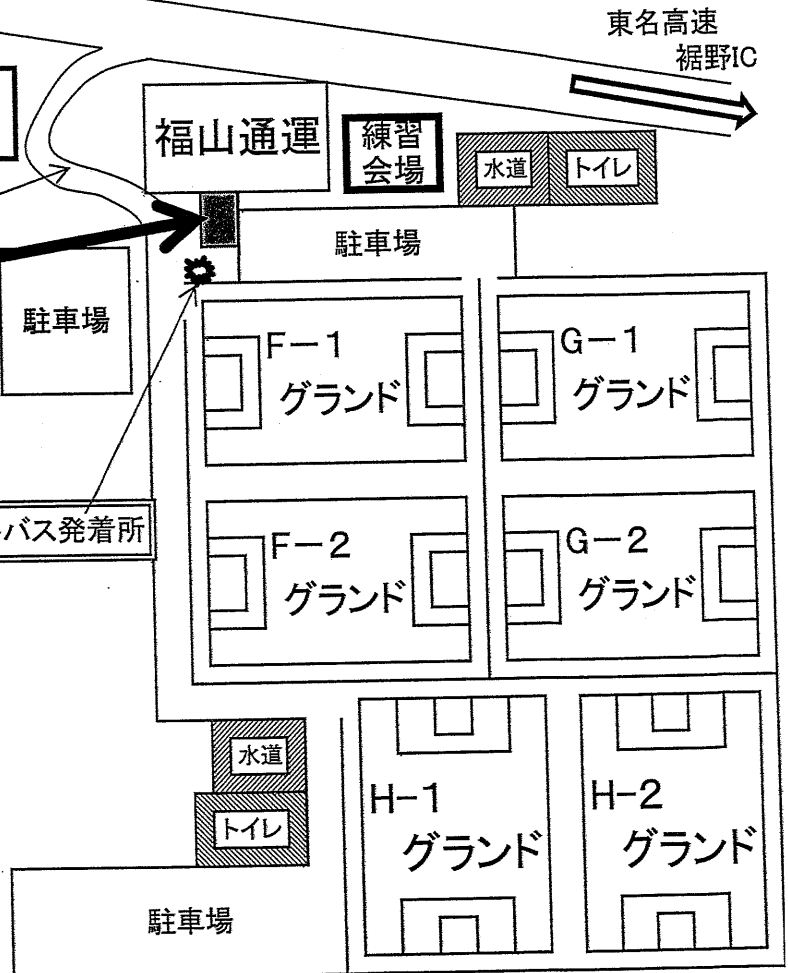 東名高速
裾野IC
福山通運
練習
会場
水道
トイレ
駐車場
駐車場
F-1
グランド
G-1
グランド
バス発着所
F-2
グランド
G-2
グランド
水道
トイレ
H-1
グランド
H-2
グランド
駐車場